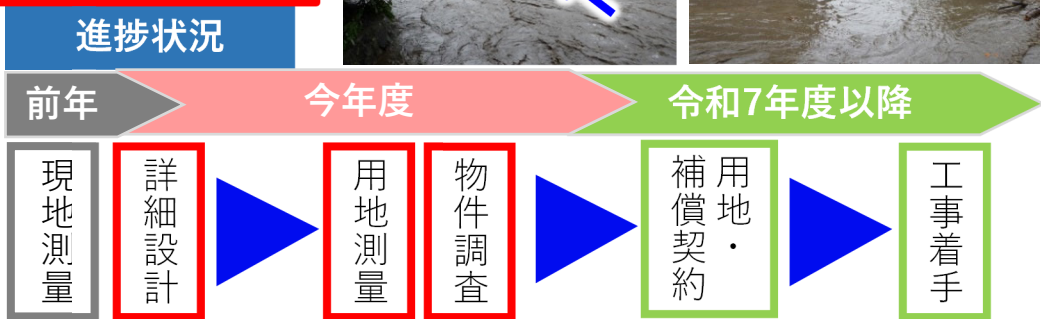 進捗状況
前年
今年度
令和7年度以降
現地測量
詳細設計
用地測量
物件調査
用地・
補償契約
工事着手